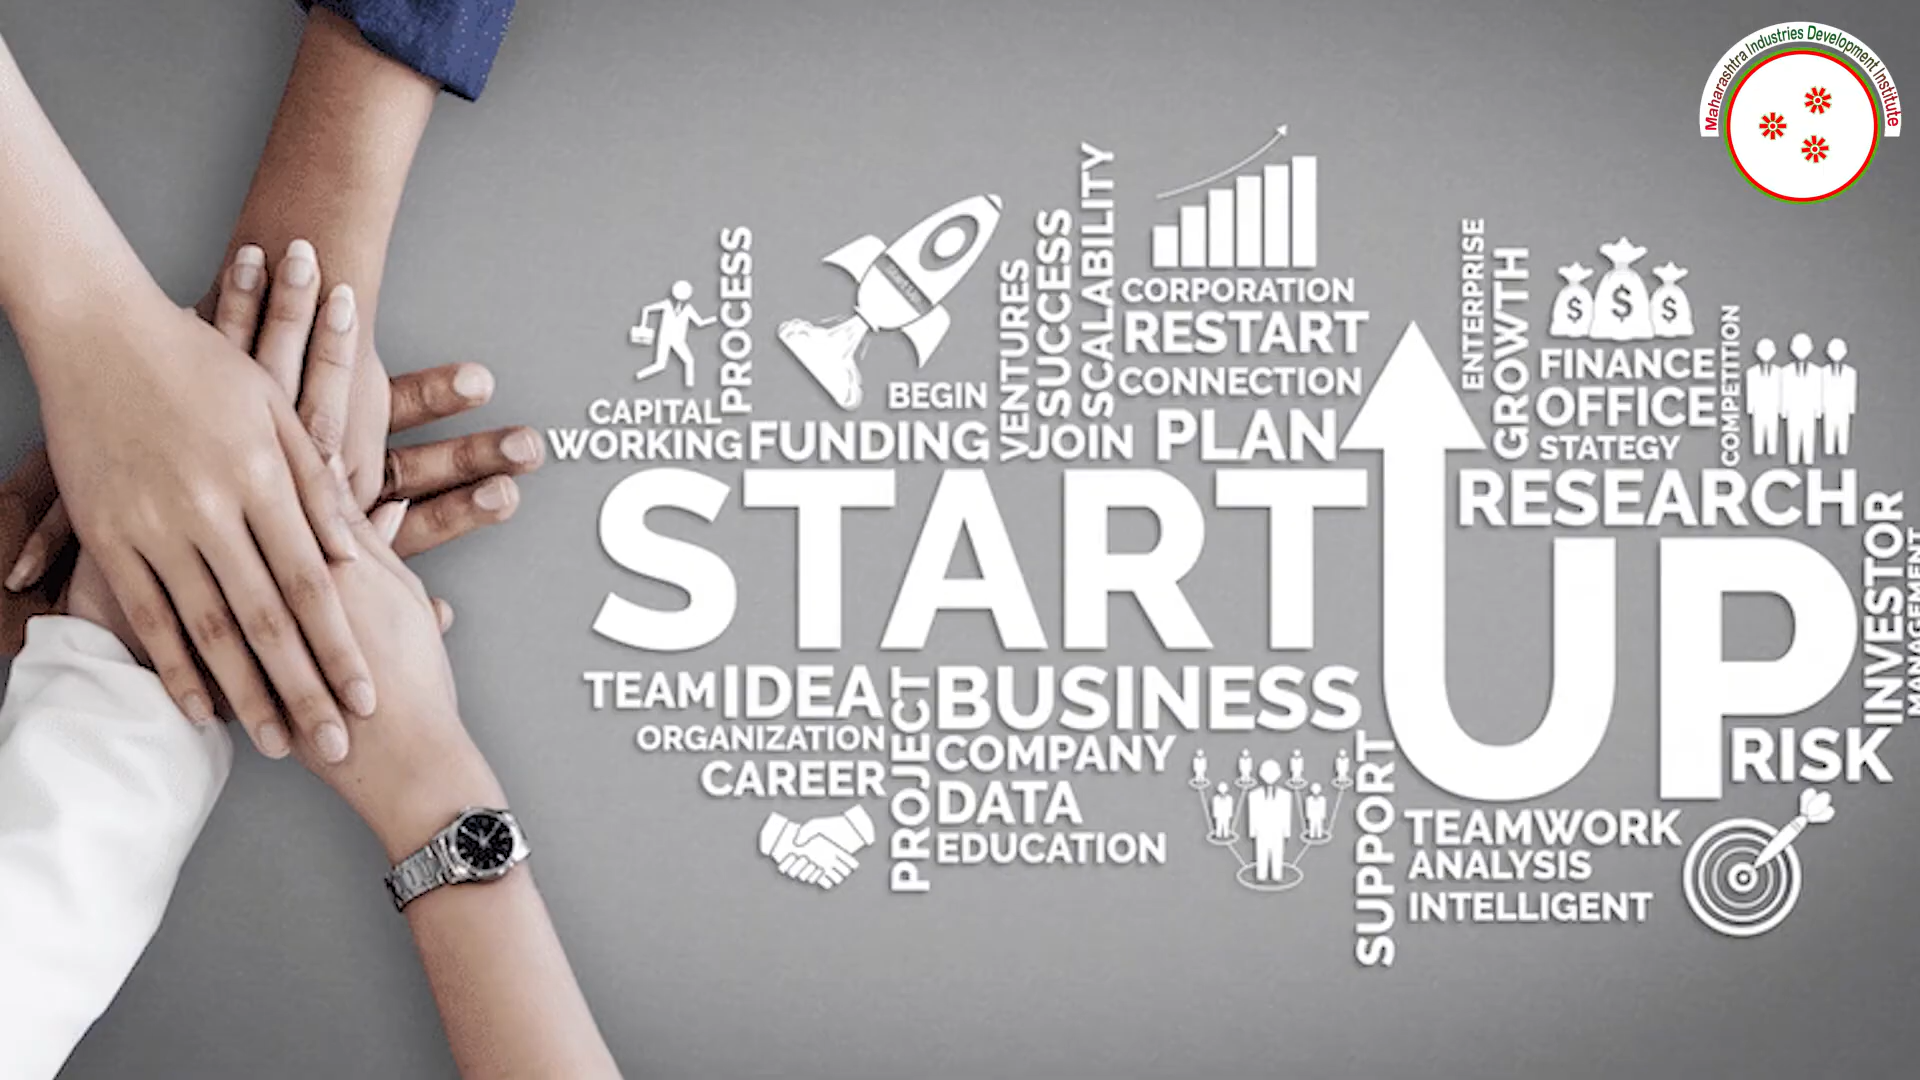 Maharashtra Industries Development Institute
PROCESS
CAPITAL
WORKING
FUNDING
BEGIN
VENTURES
SUCCESS
SCALABILITY
JOIN
CORPORATION
RESTART
CONNECTION
PLAN
ENTERPRISE
GROWTH
$ $ $
FINANCE
OFFICE
STATEGY
COMPETITION
RESEARCH
START UP
INVESTOR
MANAGEMENT
TEAM
IDEA
ORGANIZATION
CAREER
PROJECT
BUSINESS
COMPANY
DATA
EDUCATION
SUPPORT
RISK
TEAMWORK
ANALYSIS
INTELLIGENT